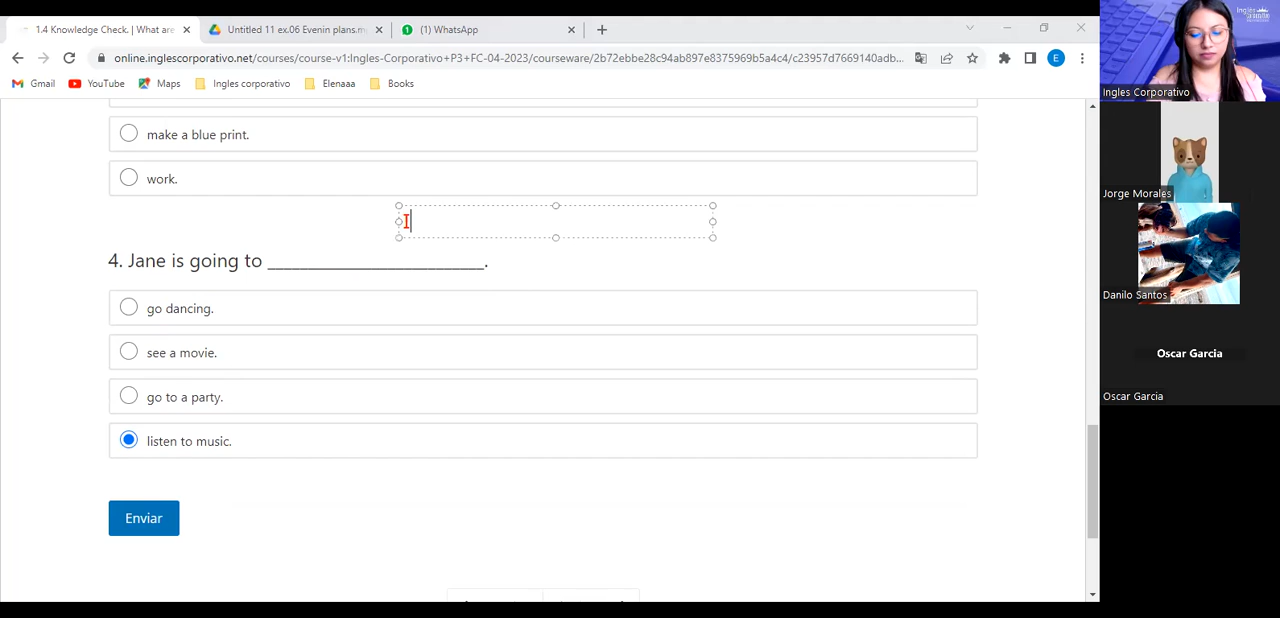 1.4 Knowledge Check. | What are
Untitled 11 ex.06 Evenin plans.m
1 (1) WhatsApp
online.inglescorporativo.net/courses/course-v1:Ingles-Corporativo+P3+FC-04-2023/courseware/2b72ebbe28c94ab897e8375969b5a4c4/c23957d7669140adb...
E
Gmail
YouTube
Maps
Ingles corporativo
Elenaaa
Books
make a blue print.
work.
4. Jane is going to ________________________.
go dancing.
see a movie.
go to a party.
listen to music.
Enviar
Ingles Corporativo
Jorge Morales
Danilo Santos
Oscar Garcia
Oscar Garcia